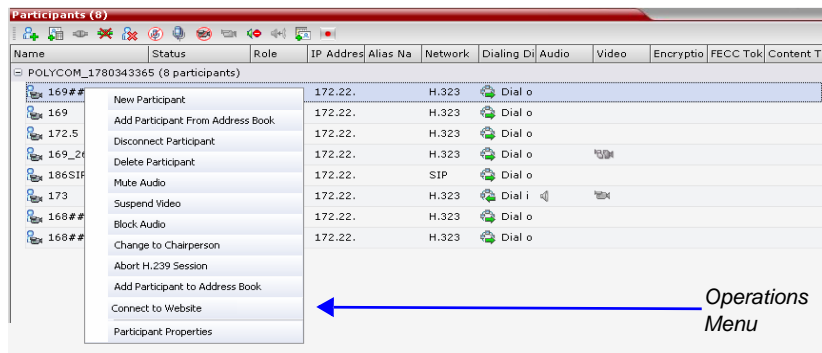 Participants (8)
Name Status Role IP Addres Alias Na Network Dialing Di Audio Video Encryptio FECC Tok Content T
POLYCOM_1780343365 (8 participants)
169## 172.22. H.323 Dial o
169 172.22. H.323 Dial o
172.5 172.22. H.323 Dial o
169_26 172.22. H.323 Dial o
186SIP 172.22. SIP Dial o
173 172.22. H.323 Dial i
168## 172.22. H.323 Dial o
168## 172.22. H.323 Dial o
New Participant
Add Participant From Address Book
Disconnect Participant
Delete Participant
Mute Audio
Suspend Video
Block Audio
Change to Chairperson
Abort H.239 Session
Add Participant to Address Book
Connect to Website
Participant Properties
Operations
Menu